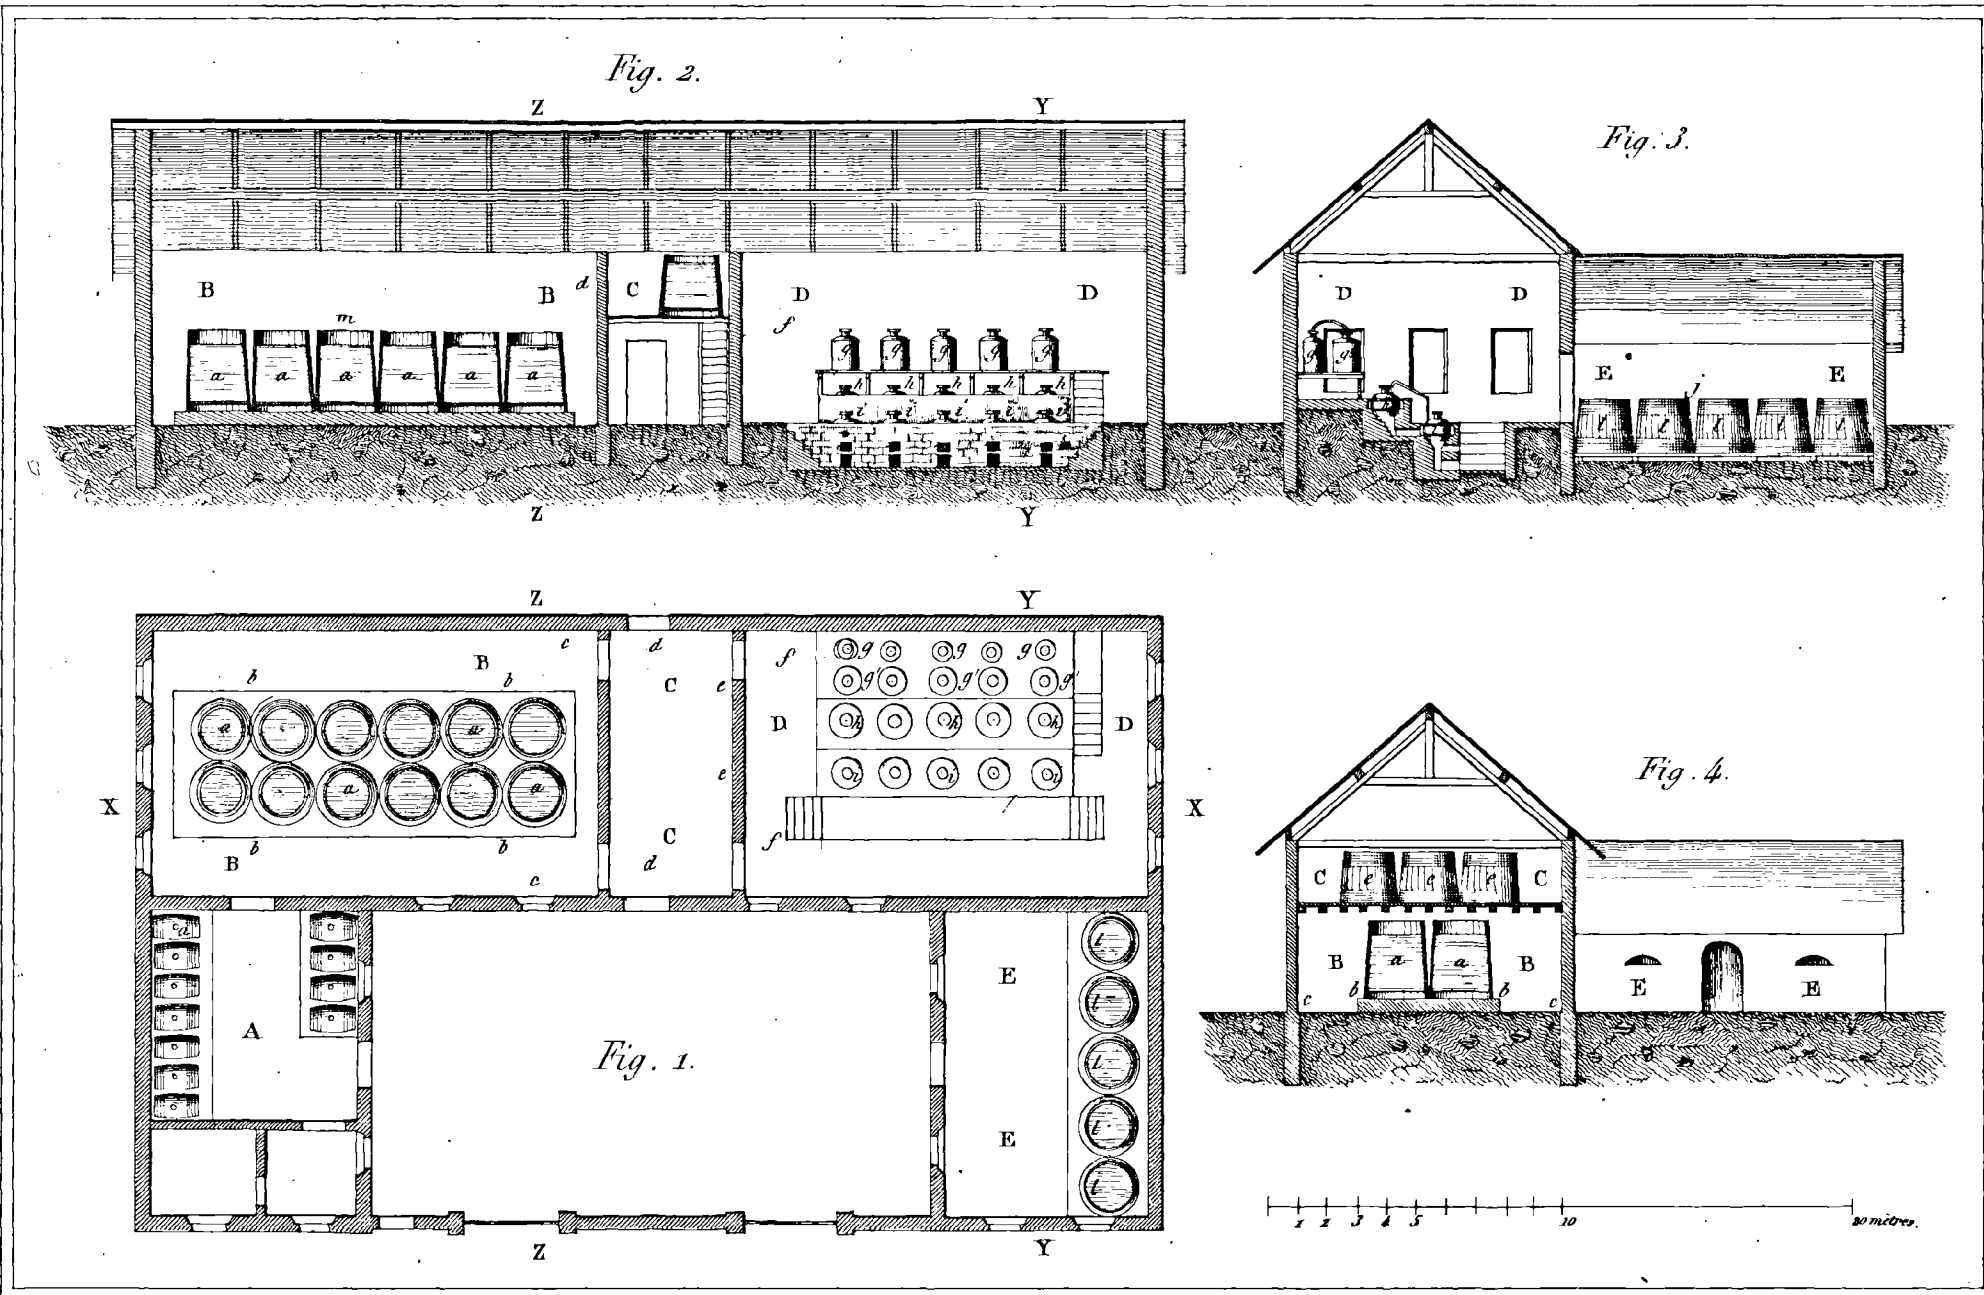 Fig. 2.
Z Y
Fig. 3.
B B d C D D
m f
a a a a a a
g g g g g
h h h h h
i i i i i
Z Y
D D
g g
E E
j
l l l l l
Z Y
c d f g g g
B C e
b b g' g' g'
a a D h h h D
e i i i
a a
X X
C
B b b d f
c
a
l
A E l
Fig. 1.
l
E l
l
Z Y
Fig. 4.
C e e e C
B a a B
c b b c
E E
1 2 3 4 5 10 20 mètres.